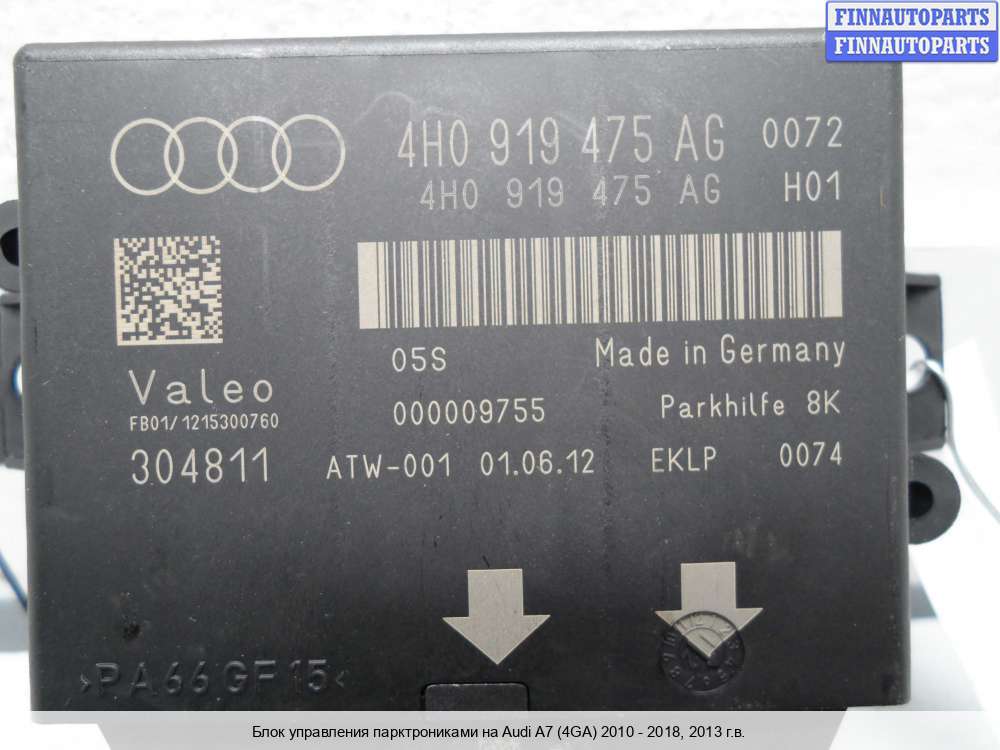 FINNAUTOPARTS
FINNAUTOPARTS
4H0 919 475 AG 0072
4H0 919 475 AG H01
05S Made in Germany
Valeo
000009755 Parkhilfe 8K
FB01/1215300760
304811 ATW-001 01.06.12 EKLP 0074
>PA66GF15<
Блок управления парктрониками на Audi A7 (4GA) 2010 - 2018, 2013 г.в.